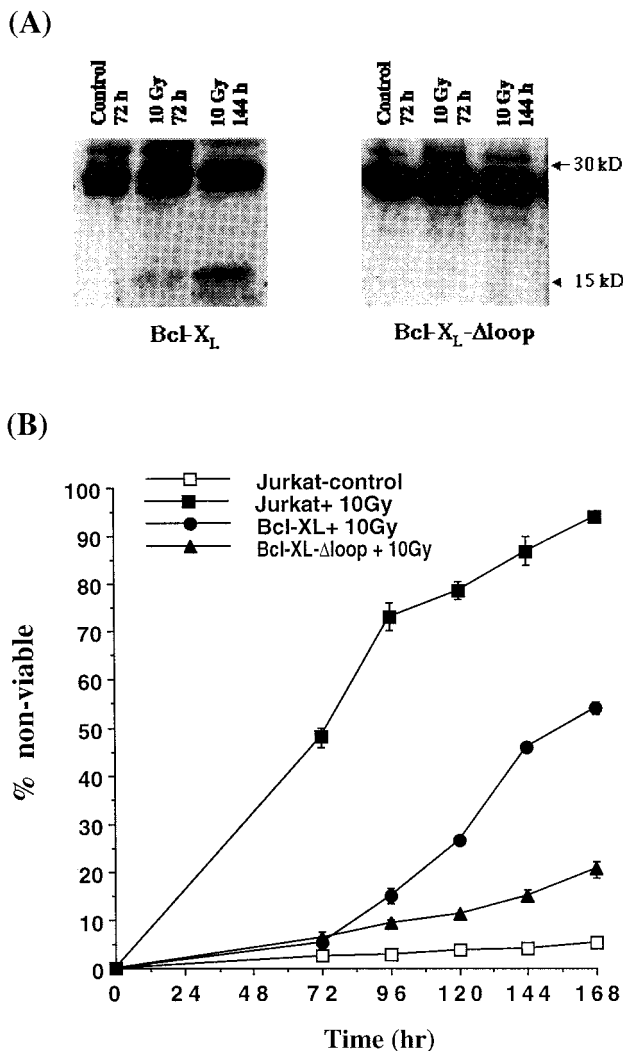 (A)
Control
72 h
10 Gy
72 h
10 Gy
144 h
Control
72 h
10 Gy
72 h
10 Gy
144 h
30 kD
15 kD
Bcl-XL
Bcl-XL-Δloop
(B)
Jurkat-control
Jurkat+ 10Gy
Bcl-XL+ 10Gy
Bcl-XL-Δloop + 10Gy
100
90
80
70
60
50
40
30
20
10
0
% non-viable
0 24 48 72 96 120 144 168
Time (hr)